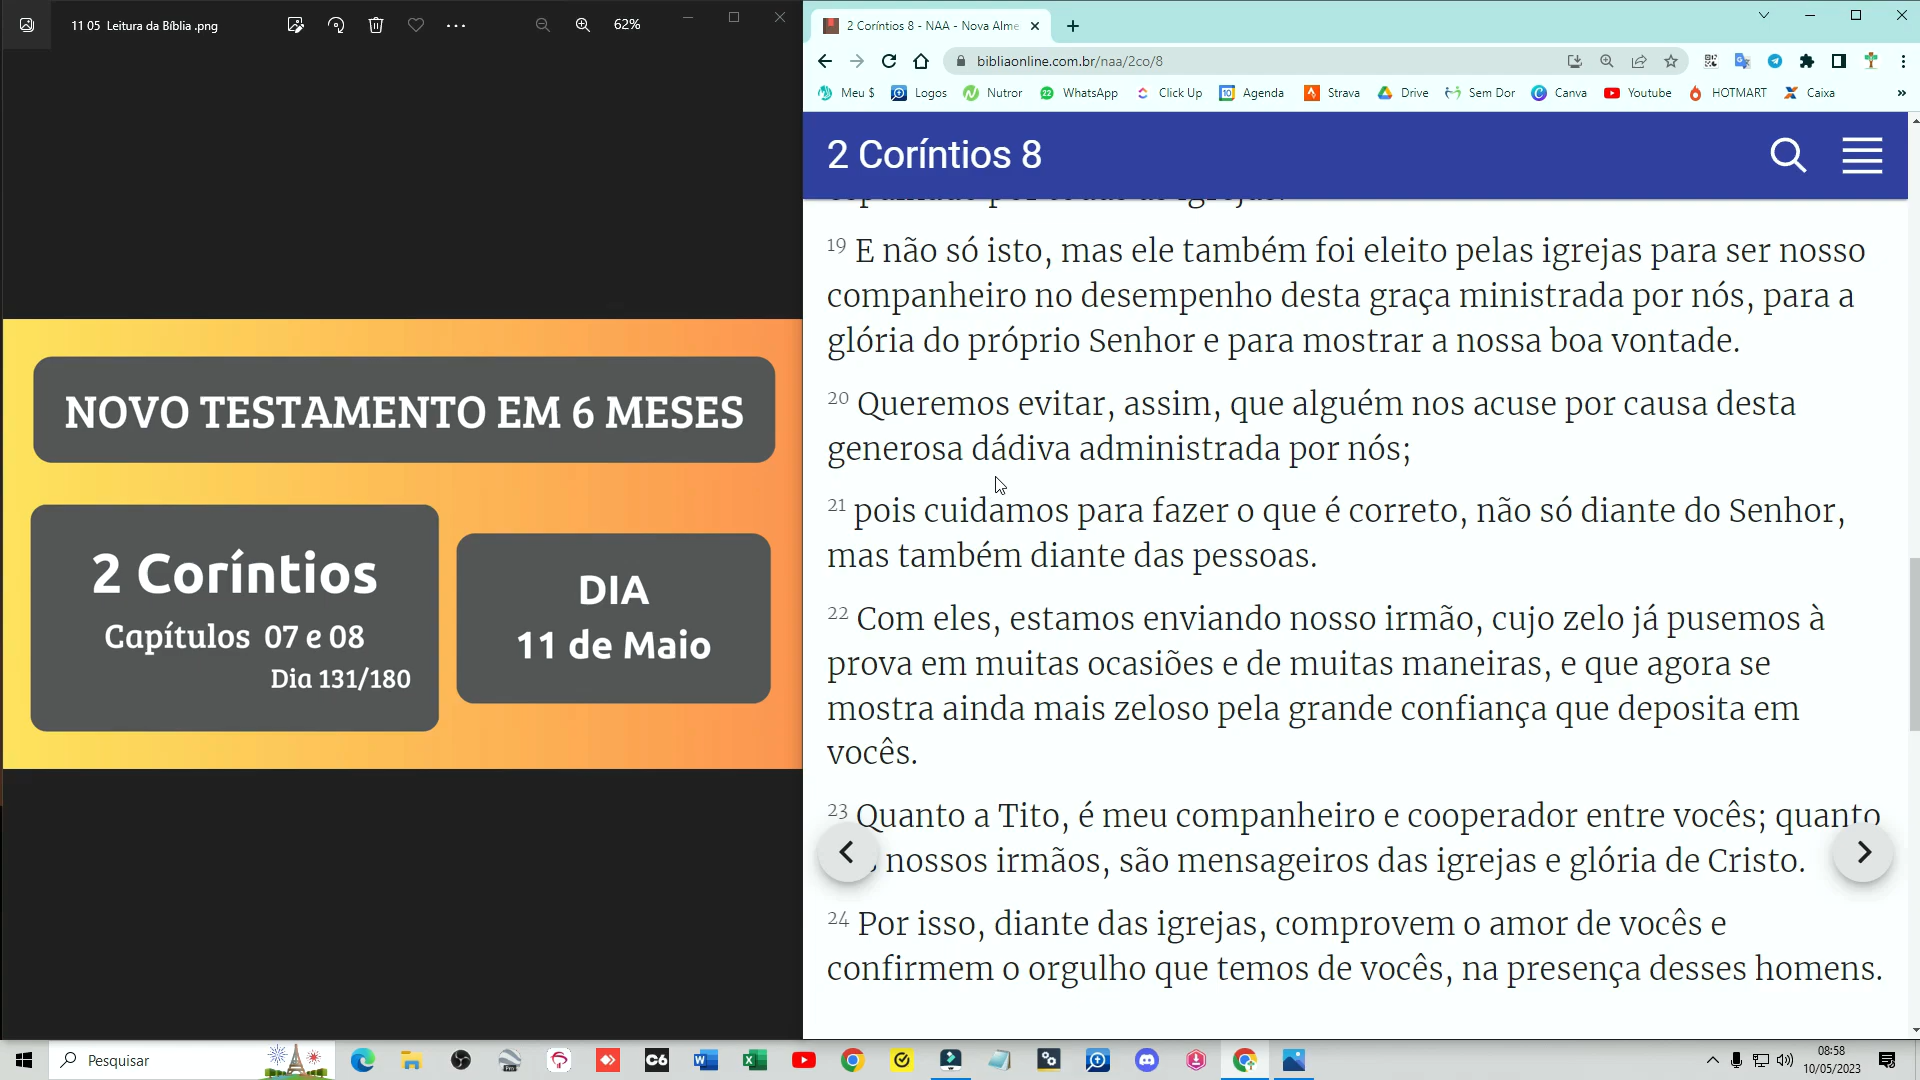 11 05 Leitura da Bíblia .png
62%
NOVO TESTAMENTO EM 6 MESES
2 Coríntios
Capítulos 07 e 08
Dia 131/180
DIA
11 de Maio
2 Coríntios 8 - NAA - Nova Alme
bibliaonline.com.br/naa/2co/8
Meu $ Logos Nutror WhatsApp Click Up Agenda Strava Drive Sem Dor Canva Youtube HOTMART Caixa »
2 Coríntios 8
19 E não só isto, mas ele também foi eleito pelas igrejas para ser nosso
companheiro no desempenho desta graça ministrada por nós, para a
glória do próprio Senhor e para mostrar a nossa boa vontade.
20 Queremos evitar, assim, que alguém nos acuse por causa desta
generosa dádiva administrada por nós;
21 pois cuidamos para fazer o que é correto, não só diante do Senhor,
mas também diante das pessoas.
22 Com eles, estamos enviando nosso irmão, cujo zelo já pusemos à
prova em muitas ocasiões e de muitas maneiras, e que agora se
mostra ainda mais zeloso pela grande confiança que deposita em
vocês.
23 Quanto a Tito, é meu companheiro e cooperador entre vocês; quanto
nossos irmãos, são mensageiros das igrejas e glória de Cristo.
24 Por isso, diante das igrejas, comprovem o amor de vocês e
confirmem o orgulho que temos de vocês, na presença desses homens.
Pesquisar
C6
08:58
10/05/2023